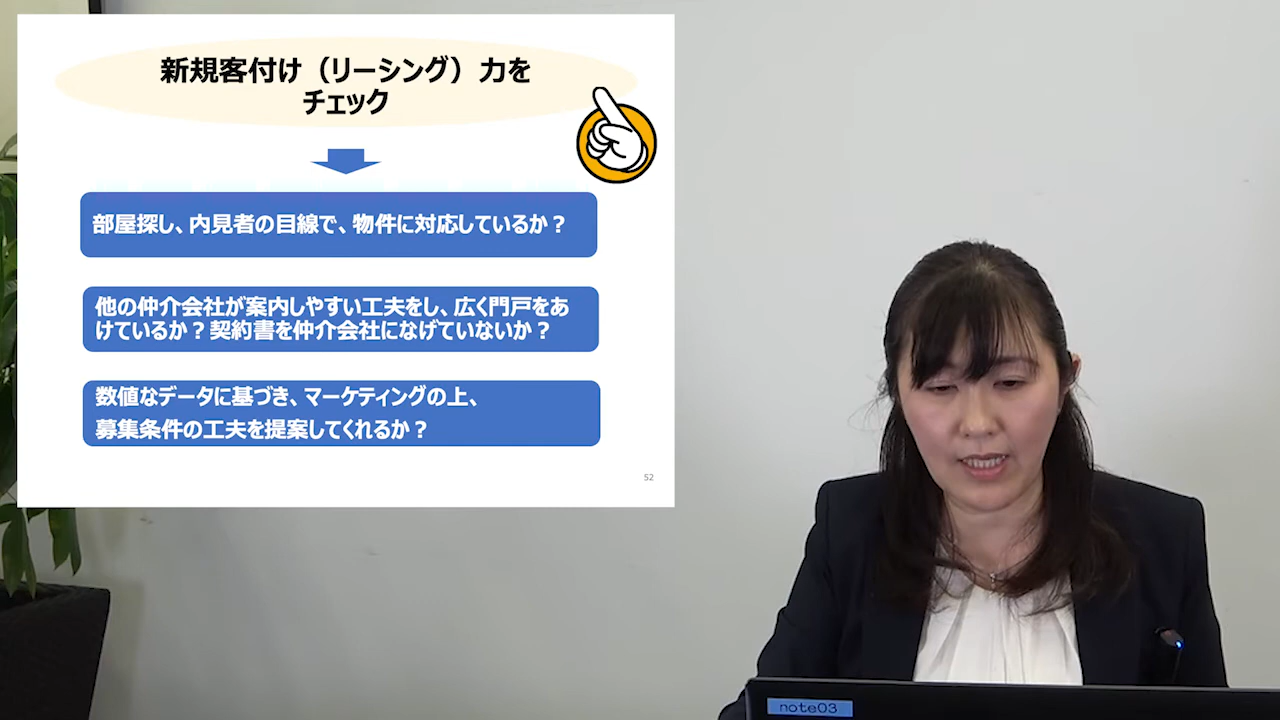 新規客付け（リーシング）力を
チェック
部屋探し、内見者の目線で、物件に対応しているか？
他の仲介会社が案内しやすい工夫をし、広く門戸をあ
けているか？契約書を仲介会社になげていないか？
数値なデータに基づき、マーケティングの上、
募集条件の工夫を提案してくれるか？
52
note03